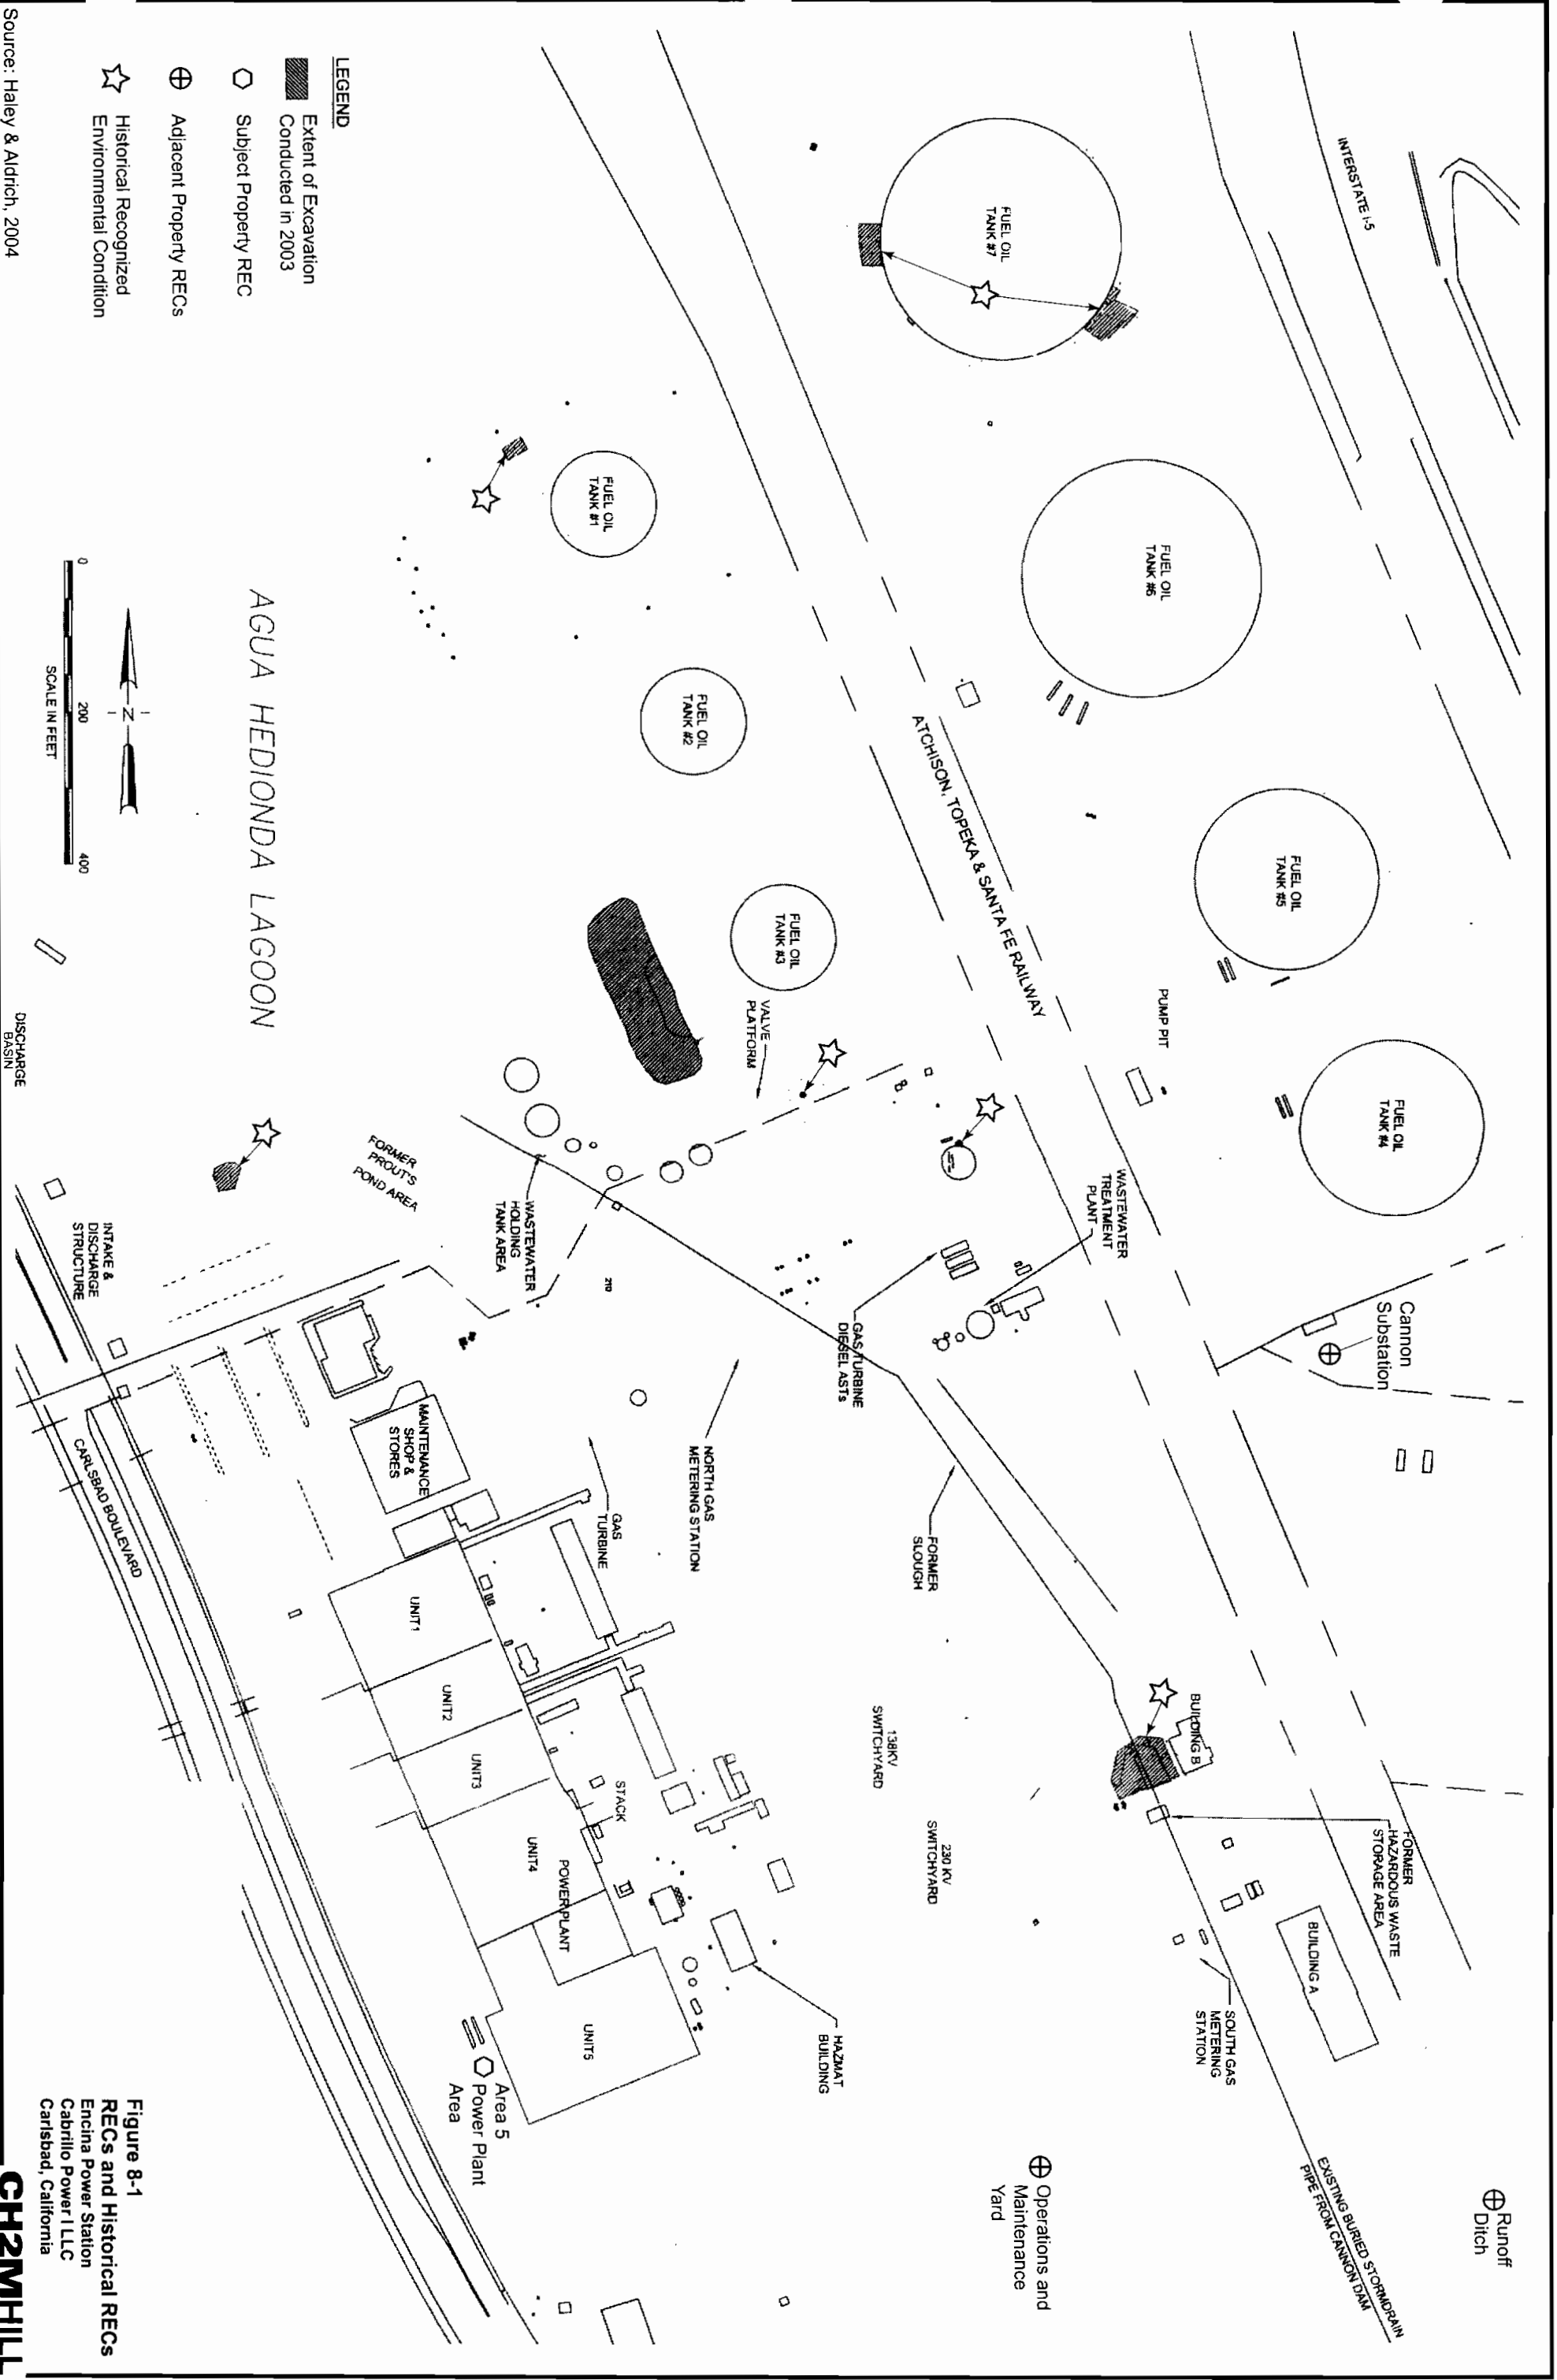 INTERSTATE I-5
FUEL OIL
TANK #7
FUEL OIL
TANK #6
FUEL OIL
TANK #5
FUEL OIL
TANK #4
FUEL OIL
TANK #1
FUEL OIL
TANK #2
FUEL OIL
TANK #3
ATCHISON, TOPEKA & SANTA FE RAILWAY
PUMP PIT
VALVE
PLATFORM
WASTEWATER
TREATMENT
PLANT
Cannon
Substation
GAS TURBINE
DIESEL ASTs
WASTEWATER
HOLDING
TANK AREA
FORMER
PROUT'S
POND AREA
AGUA HEDIONDA LAGOON
DISCHARGE
BASIN
INTAKE &
DISCHARGE
STRUCTURE
CARLSBAD BOULEVARD
MAINTENANCE
SHOP &
STORES
NORTH GAS
METERING STATION
GAS
TURBINE
FORMER
SLOUGH
UNIT1
UNIT2
UNIT3
UNIT4
UNIT5
STACK
POWER PLANT
138KV
SWITCHYARD
230 KV
SWITCHYARD
BUILDING B
FORMER
HAZARDOUS WASTE
STORAGE AREA
BUILDING A
SOUTH GAS
METERING
STATION
HAZMAT
BUILDING
Area 5
Power Plant
Area
Operations and
Maintenance
Yard
Runoff
Ditch
EXISTING BURIED STORMDRAIN
PIPE FROM CANNON DAM
LEGEND
Extent of Excavation
Conducted in 2003
Subject Property REC
Adjacent Property RECs
Historical Recognized
Environmental Condition
0 200 400
SCALE IN FEET
N
Source: Haley & Aldrich, 2004
Figure 8-1
RECs and Historical RECs
Encina Power Station
Cabrillo Power I LLC
Carlsbad, California
CH2MHILL